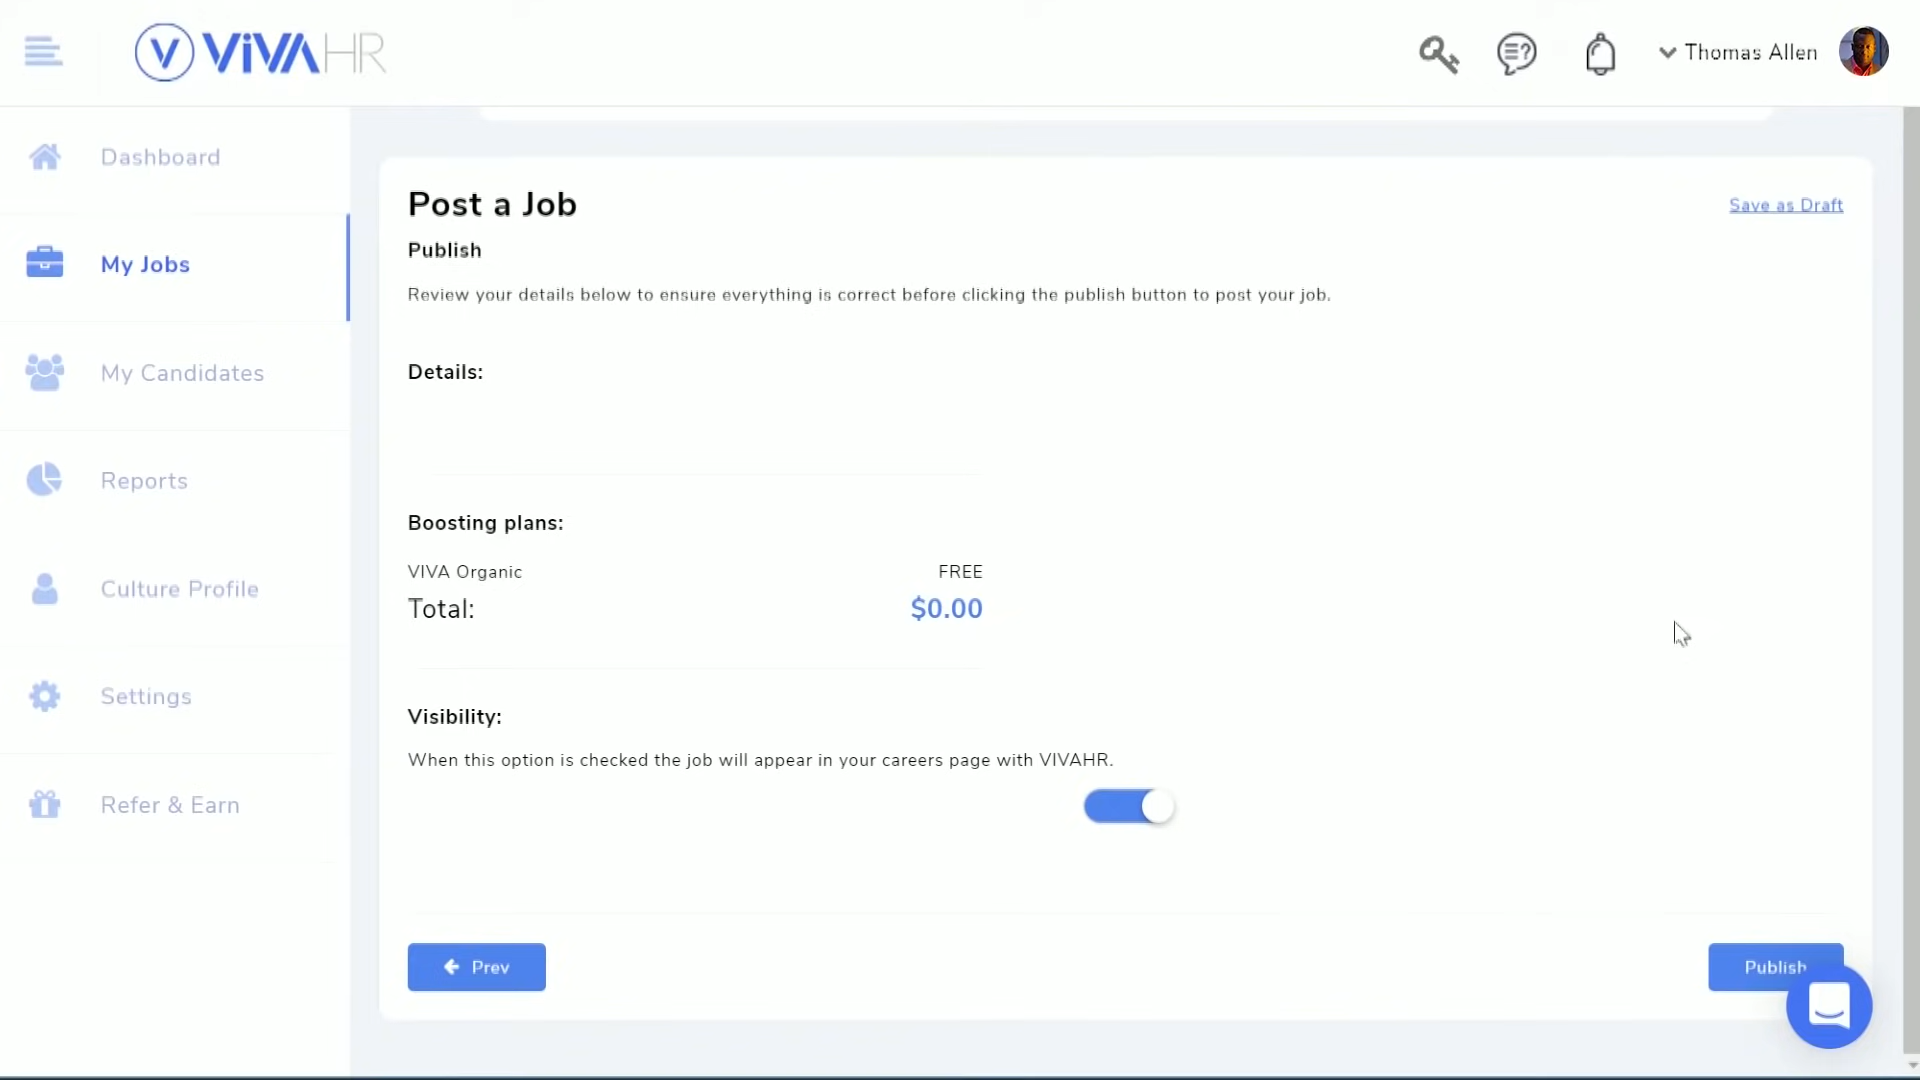 V ViVAHR
Thomas Allen
Dashboard
My Jobs
My Candidates
Reports
Culture Profile
Settings
Refer & Earn
Post a Job
Save as Draft
Publish
Review your details below to ensure everything is correct before clicking the publish button to post your job.
Details:
Boosting plans:
VIVA Organic FREE
Total: $0.00
Visibility:
When this option is checked the job will appear in your careers page with VIVAHR.
Prev
Publish